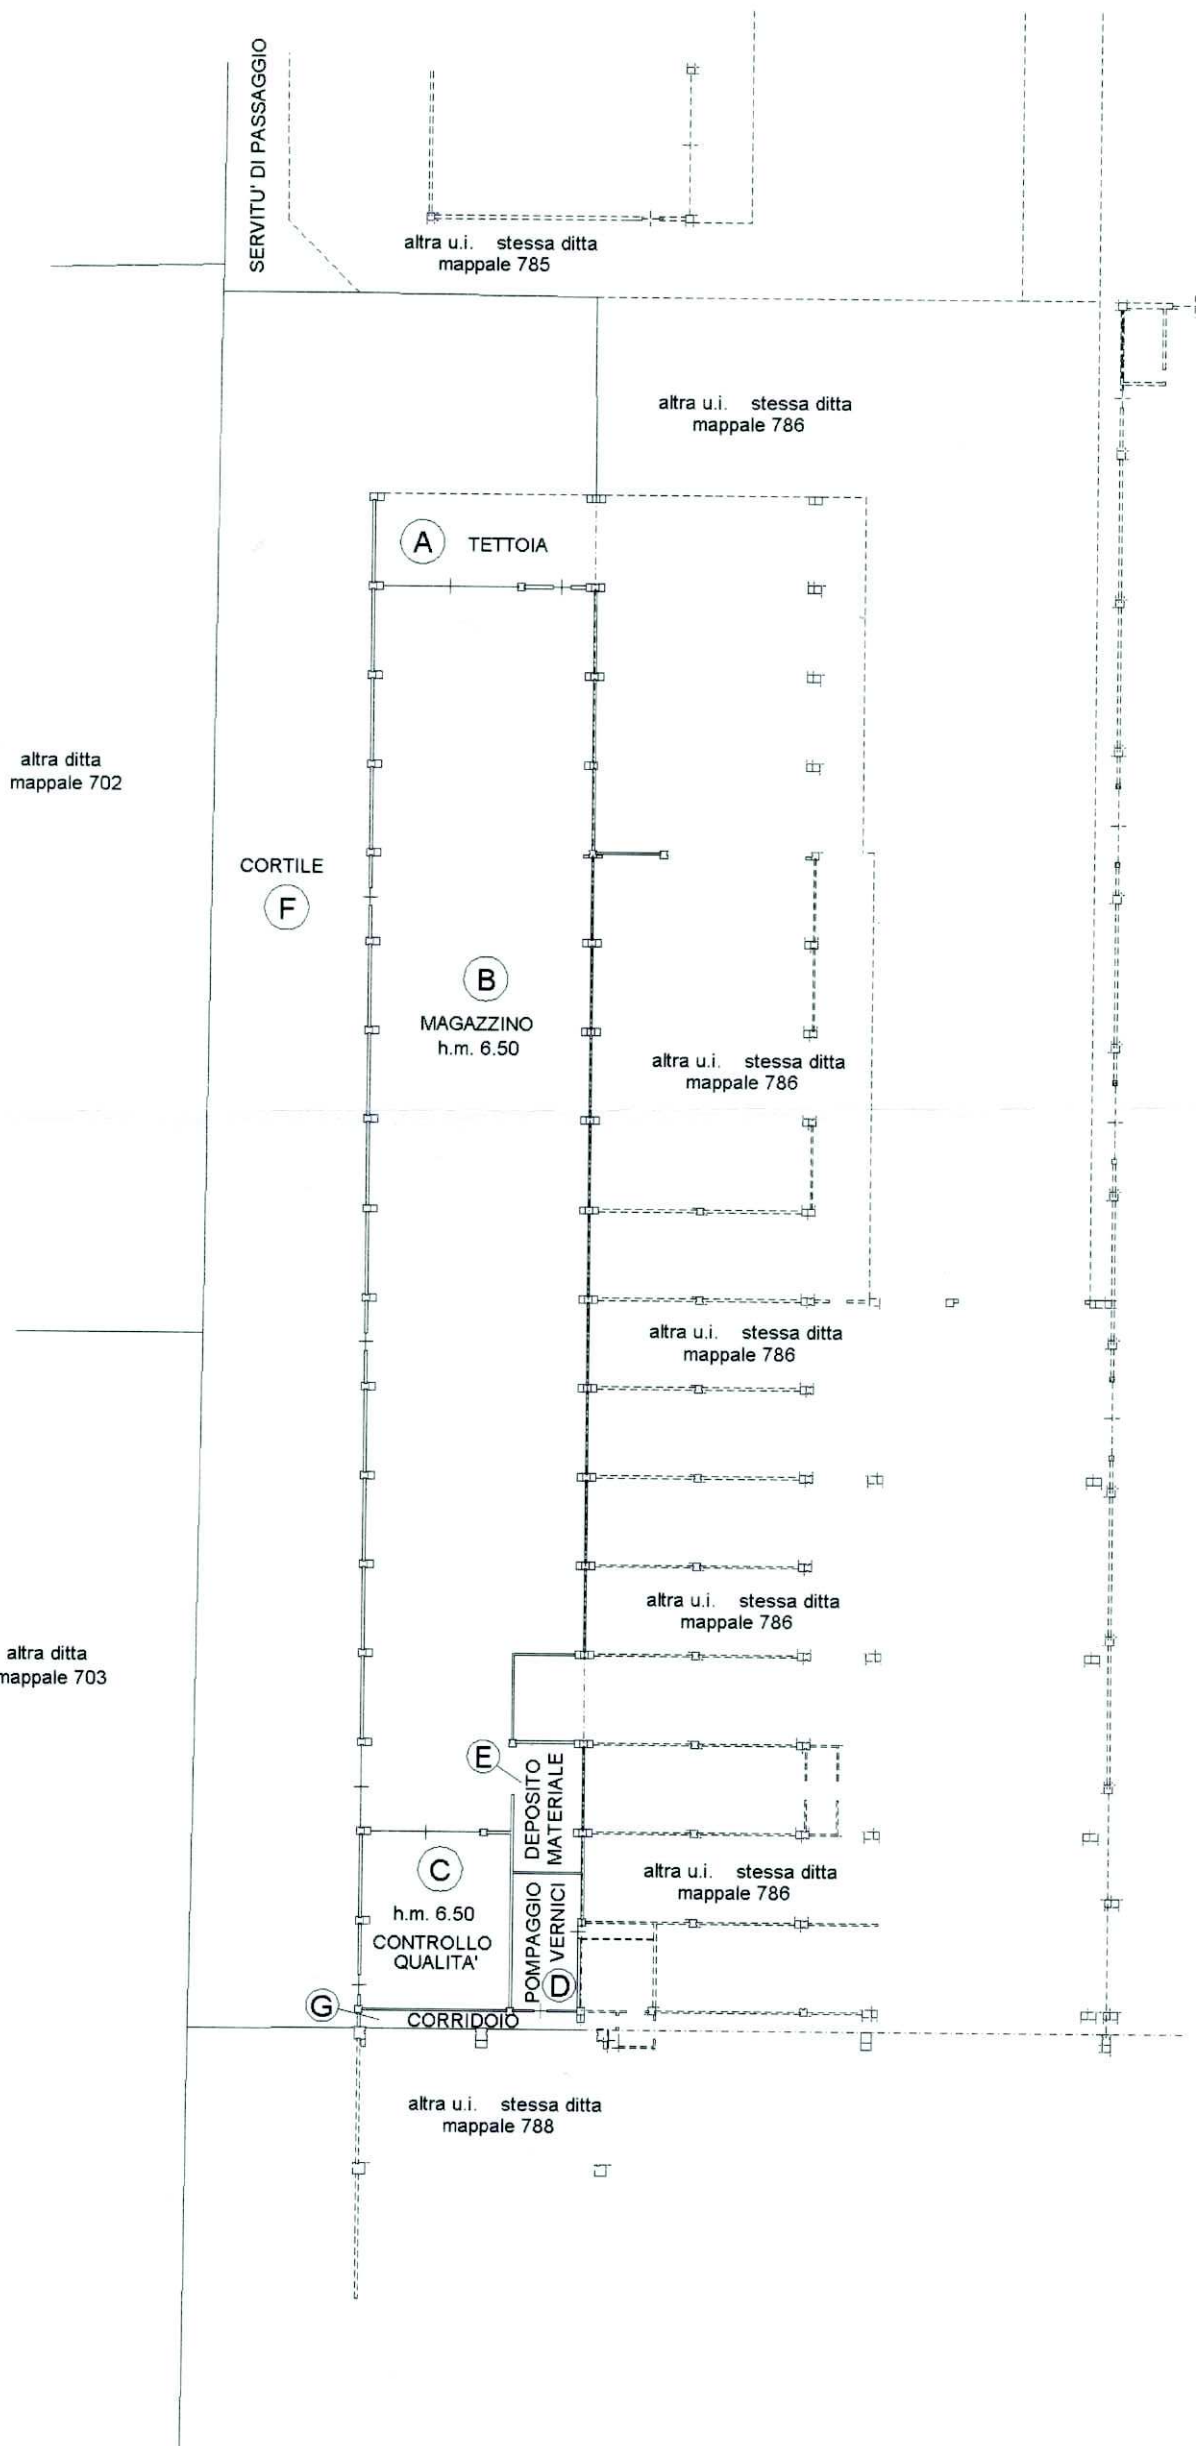 SERVITU' DI PASSAGGIO
altra u.i. stessa ditta
mappale 785
altra u.i. stessa ditta
mappale 786
A TETTOIA
altra ditta
mappale 702
CORTILE
F
B
MAGAZZINO
h.m. 6.50
altra u.i. stessa ditta
mappale 786
altra u.i. stessa ditta
mappale 786
altra u.i. stessa ditta
mappale 786
altra ditta
mappale 703
E
DEPOSITO
MATERIALE
C
h.m. 6.50
CONTROLLO
QUALITA'
POMPAGGIO
VERNICI
D
altra u.i. stessa ditta
mappale 786
G
CORRIDOIO
altra u.i. stessa ditta
mappale 788